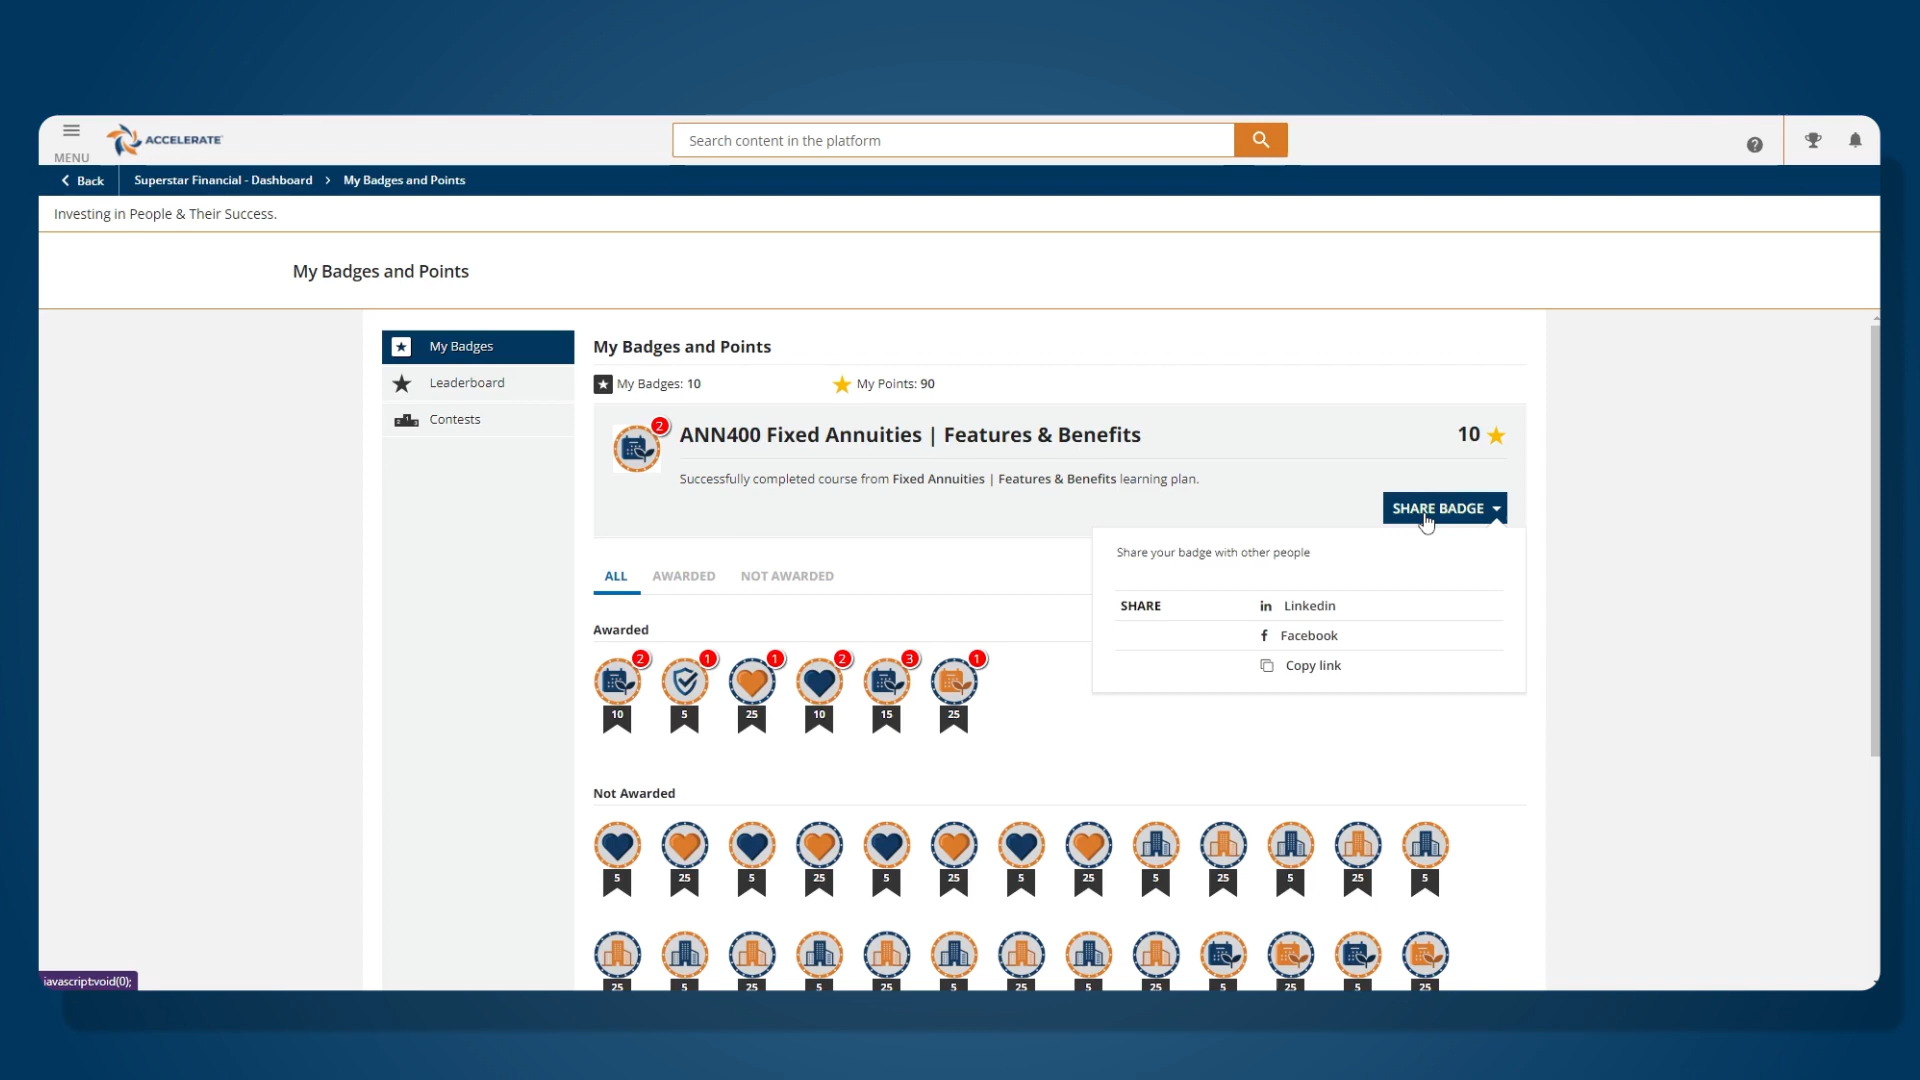 MENU
ACCELERATE
Search content in the platform
Back
Superstar Financial - Dashboard > My Badges and Points
Investing in People & Their Success.
My Badges and Points
My Badges
Leaderboard
Contests
My Badges and Points
My Badges: 10
My Points: 90
2
ANN400 Fixed Annuities | Features & Benefits
10
Successfully completed course from Fixed Annuities | Features & Benefits learning plan.
SHARE BADGE
Share your badge with other people
SHARE
Linkedin
Facebook
Copy link
ALL AWARDED NOT AWARDED
Awarded
2 1 1 2 3 1
10 5 25 10 15 25
Not Awarded
5 25 5 25 5 25 5 25 5 25 5 25 5
25 5 25 5 25 5 25 5 25 5 25 5 25
javascript:void(0);